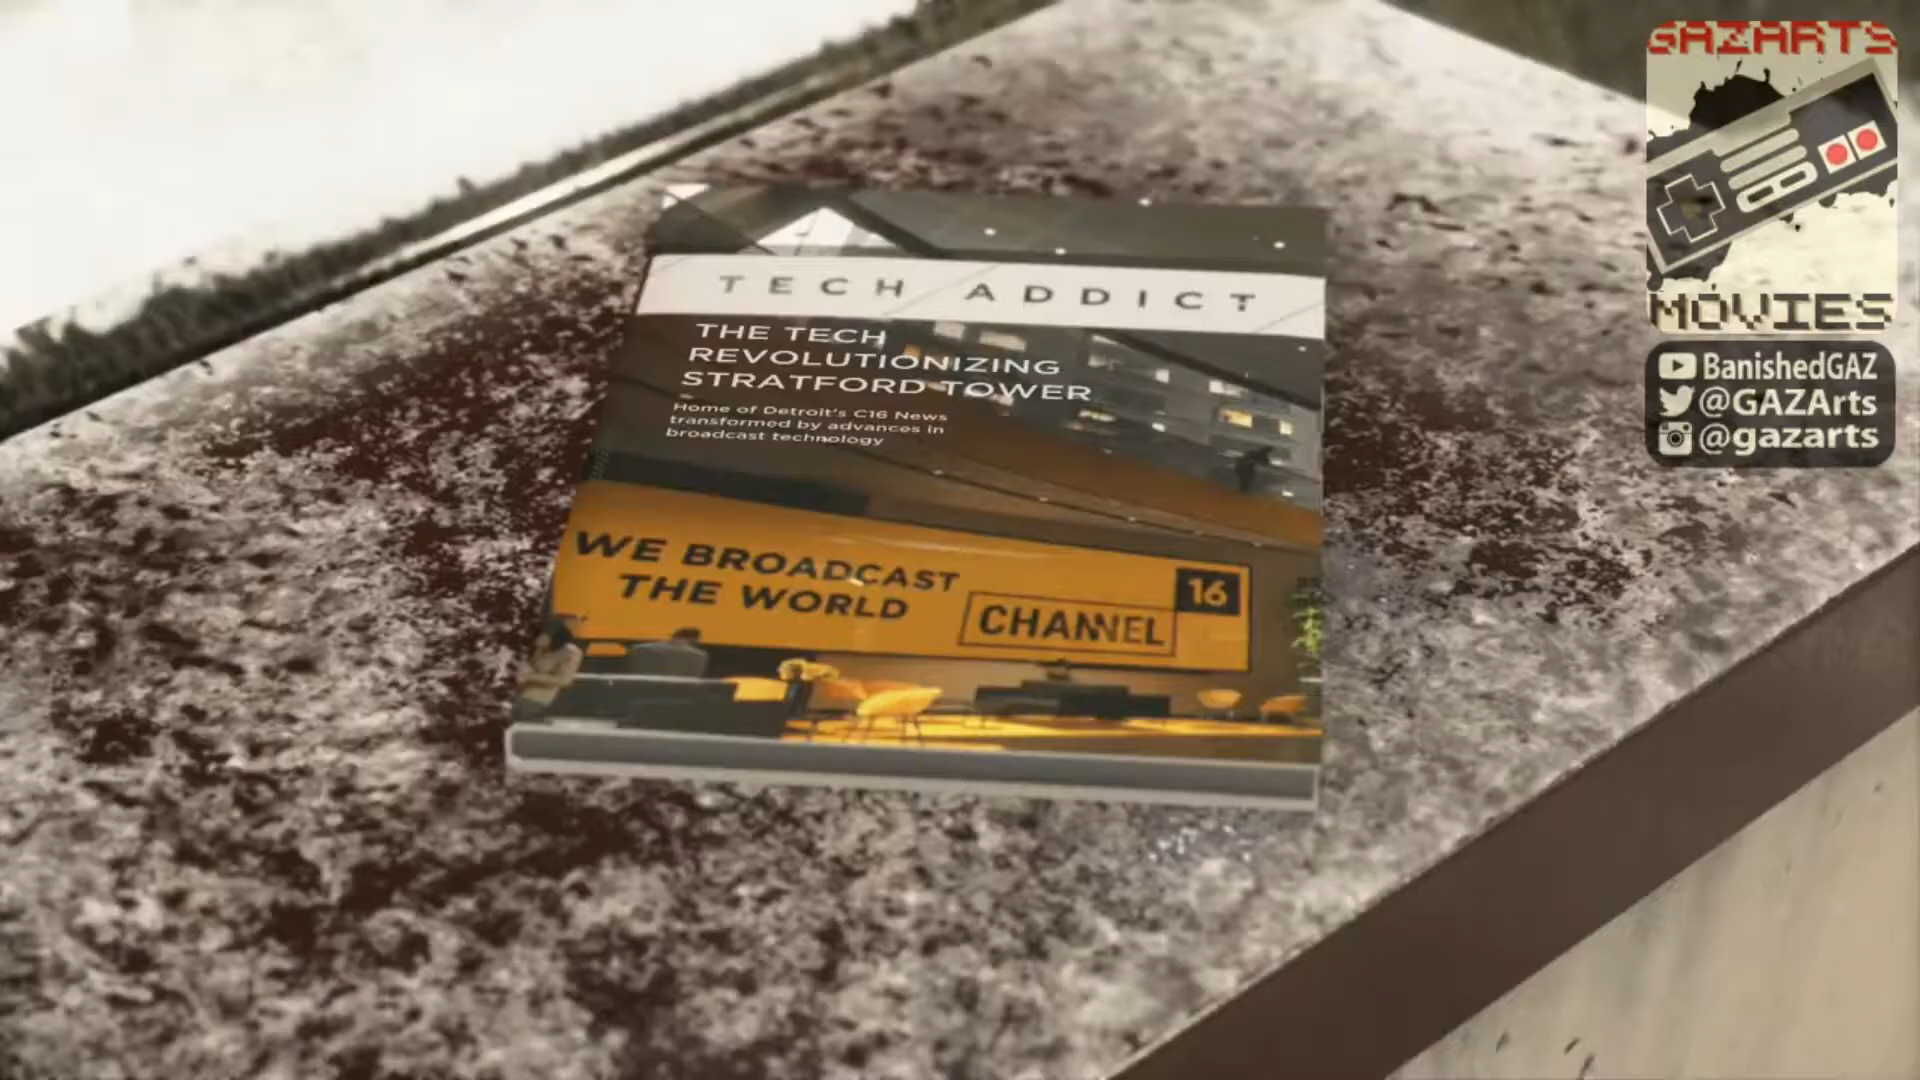 TECH ADDICT
THE TECH
REVOLUTIONIZING
STRATFORD TOWER
Home of Detroit's C16 News
transformed by advances in
broadcast technology
WE BROADCAST
THE WORLD
CHANNEL
16
GAZARTS
MOVIES
BanishedGAZ
@GAZArts
@gazarts